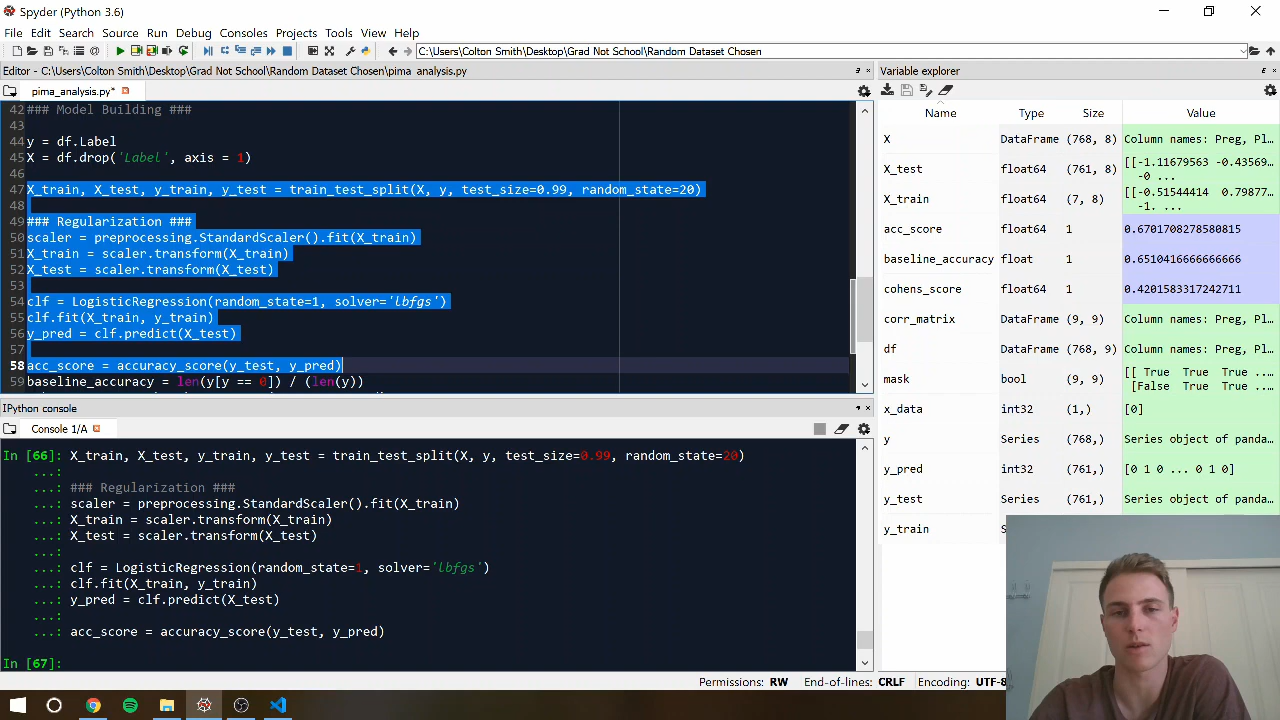 Spyder (Python 3.6)
File Edit Search Source Run Debug Consoles Projects Tools View Help
C:\Users\Colton Smith\Desktop\Grad Not School\Random Dataset Chosen
Editor - C:\Users\Colton Smith\Desktop\Grad Not School\Random Dataset Chosen\pima_analysis.py
pima_analysis.py*
42 ### Model Building ###
43
44 y = df.Label
45 X = df.drop('Label', axis = 1)
46
47 X_train, X_test, y_train, y_test = train_test_split(X, y, test_size=0.99, random_state=20)
48
49 ### Regularization ###
50 scaler = preprocessing.StandardScaler().fit(X_train)
51 X_train = scaler.transform(X_train)
52 X_test = scaler.transform(X_test)
53
54 clf = LogisticRegression(random_state=1, solver='lbfgs')
55 clf.fit(X_train, y_train)
56 y_pred = clf.predict(X_test)
57
58 acc_score = accuracy_score(y_test, y_pred)
59 baseline_accuracy = len(y[y == 0]) / (len(y))
IPython console
Console 1/A
In [66]: X_train, X_test, y_train, y_test = train_test_split(X, y, test_size=0.99, random_state=20)
...:
...: ### Regularization ###
...: scaler = preprocessing.StandardScaler().fit(X_train)
...: X_train = scaler.transform(X_train)
...: X_test = scaler.transform(X_test)
...:
...: clf = LogisticRegression(random_state=1, solver='lbfgs')
...: clf.fit(X_train, y_train)
...: y_pred = clf.predict(X_test)
...:
...: acc_score = accuracy_score(y_test, y_pred)
In [67]:
Variable explorer
Name Type Size Value
X DataFrame (768, 8) Column names: Preg, Pl...
X_test float64 (761, 8) [[-1.11679563 -0.43569...
-0 ...
X_train float64 (7, 8) [[-0.51544414 0.79877...
-1. ...
acc_score float64 1 0.6701708278580815
baseline_accuracy float 1 0.6510416666666666
cohens_score float64 1 0.4201583317242711
corr_matrix DataFrame (9, 9) Column names: Preg, Pl...
df DataFrame (768, 9) Column names: Preg, Pl...
mask bool (9, 9) [[ True True True ...
[False True True ...
x_data int32 (1,) [0]
y Series (768,) Series object of panda...
y_pred int32 (761,) [0 1 0 ... 0 1 0]
y_test Series (761,) Series object of panda...
y_train
Permissions: RW End-of-lines: CRLF Encoding: UTF-8